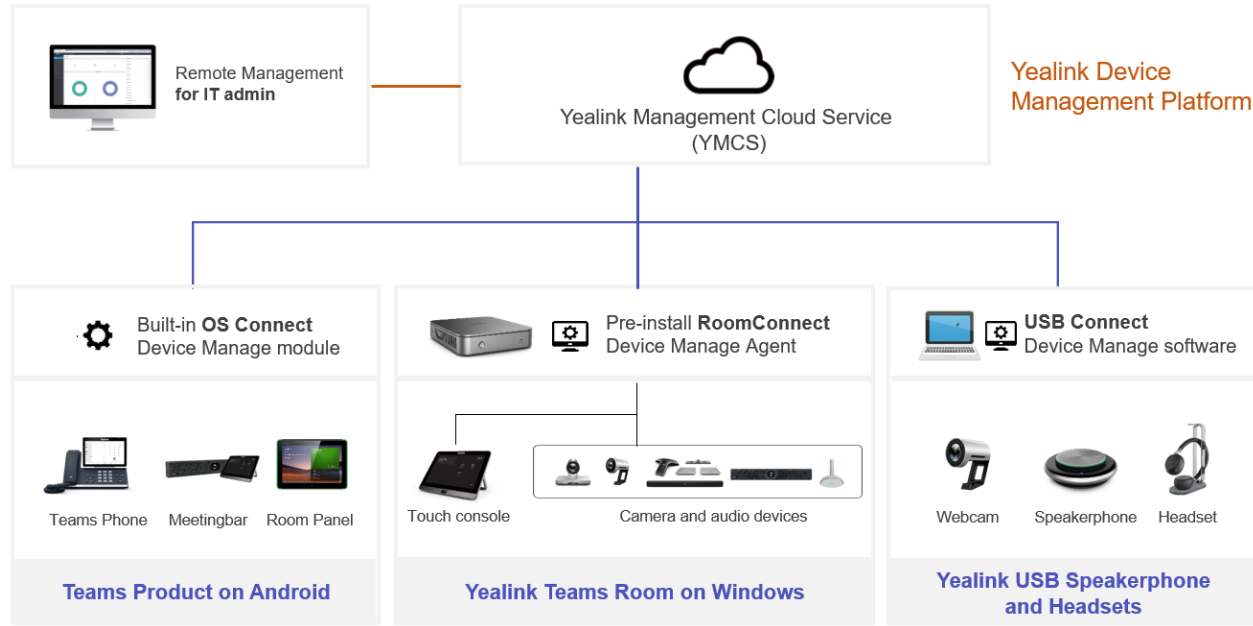 Remote Management
for IT admin
Yealink Management Cloud Service
(YMCS)
Yealink Device
Management Platform
Built-in OS Connect
Device Manage module
Pre-install RoomConnect
Device Manage Agent
USB Connect
Device Manage software
Teams Phone
Meetingbar
Room Panel
Touch console
Camera and audio devices
Webcam
Speakerphone
Headset
Teams Product on Android
Yealink Teams Room on Windows
Yealink USB Speakerphone
and Headsets